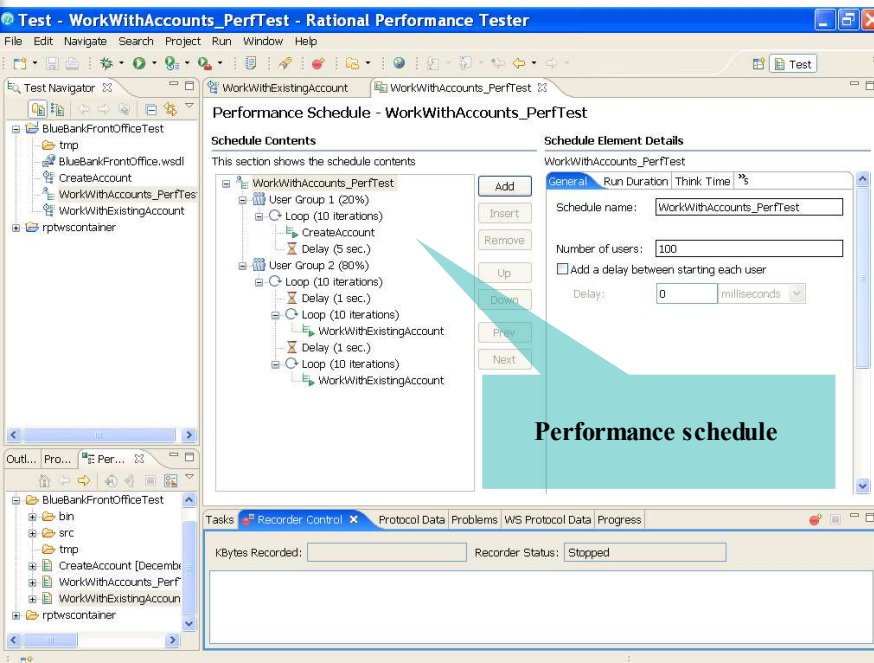 Test - WorkWithAccounts_PerfTest - Rational Performance Tester
File Edit Navigate Search Project Run Window Help
Test
Test Navigator
BlueBankFrontOfficeTest
tmp
BlueBankFrontOffice.wsdl
CreateAccount
WorkWithAccounts_PerfTes
WorkWithExistingAccount
rptwscontainer
WorkWithExistingAccount
WorkWithAccounts_PerfTest
Performance Schedule - WorkWithAccounts_PerfTest
Schedule Contents
This section shows the schedule contents
WorkWithAccounts_PerfTest
User Group 1 (20%)
Loop (10 iterations)
CreateAccount
Delay (5 sec.)
User Group 2 (80%)
Loop (10 iterations)
Delay (1 sec.)
Loop (10 iterations)
WorkWithExistingAccount
Delay (1 sec.)
Loop (10 iterations)
WorkWithExistingAccount
Add
Insert
Remove
Up
Down
Prev
Next
Schedule Element Details
WorkWithAccounts_PerfTest
General Run Duration Think Time »5
Schedule name: WorkWithAccounts_PerfTest
Number of users: 100
Add a delay between starting each user
Delay: 0 milliseconds
Performance schedule
Outl... Pro... Per...
BlueBankFrontOfficeTest
bin
src
tmp
CreateAccount [Decembe
WorkWithAccounts_Perf
WorkWithExistingAccoun
rptwscontainer
Tasks Recorder Control Protocol Data Problems WS Protocol Data Progress
KBytes Recorded: Recorder Status: Stopped